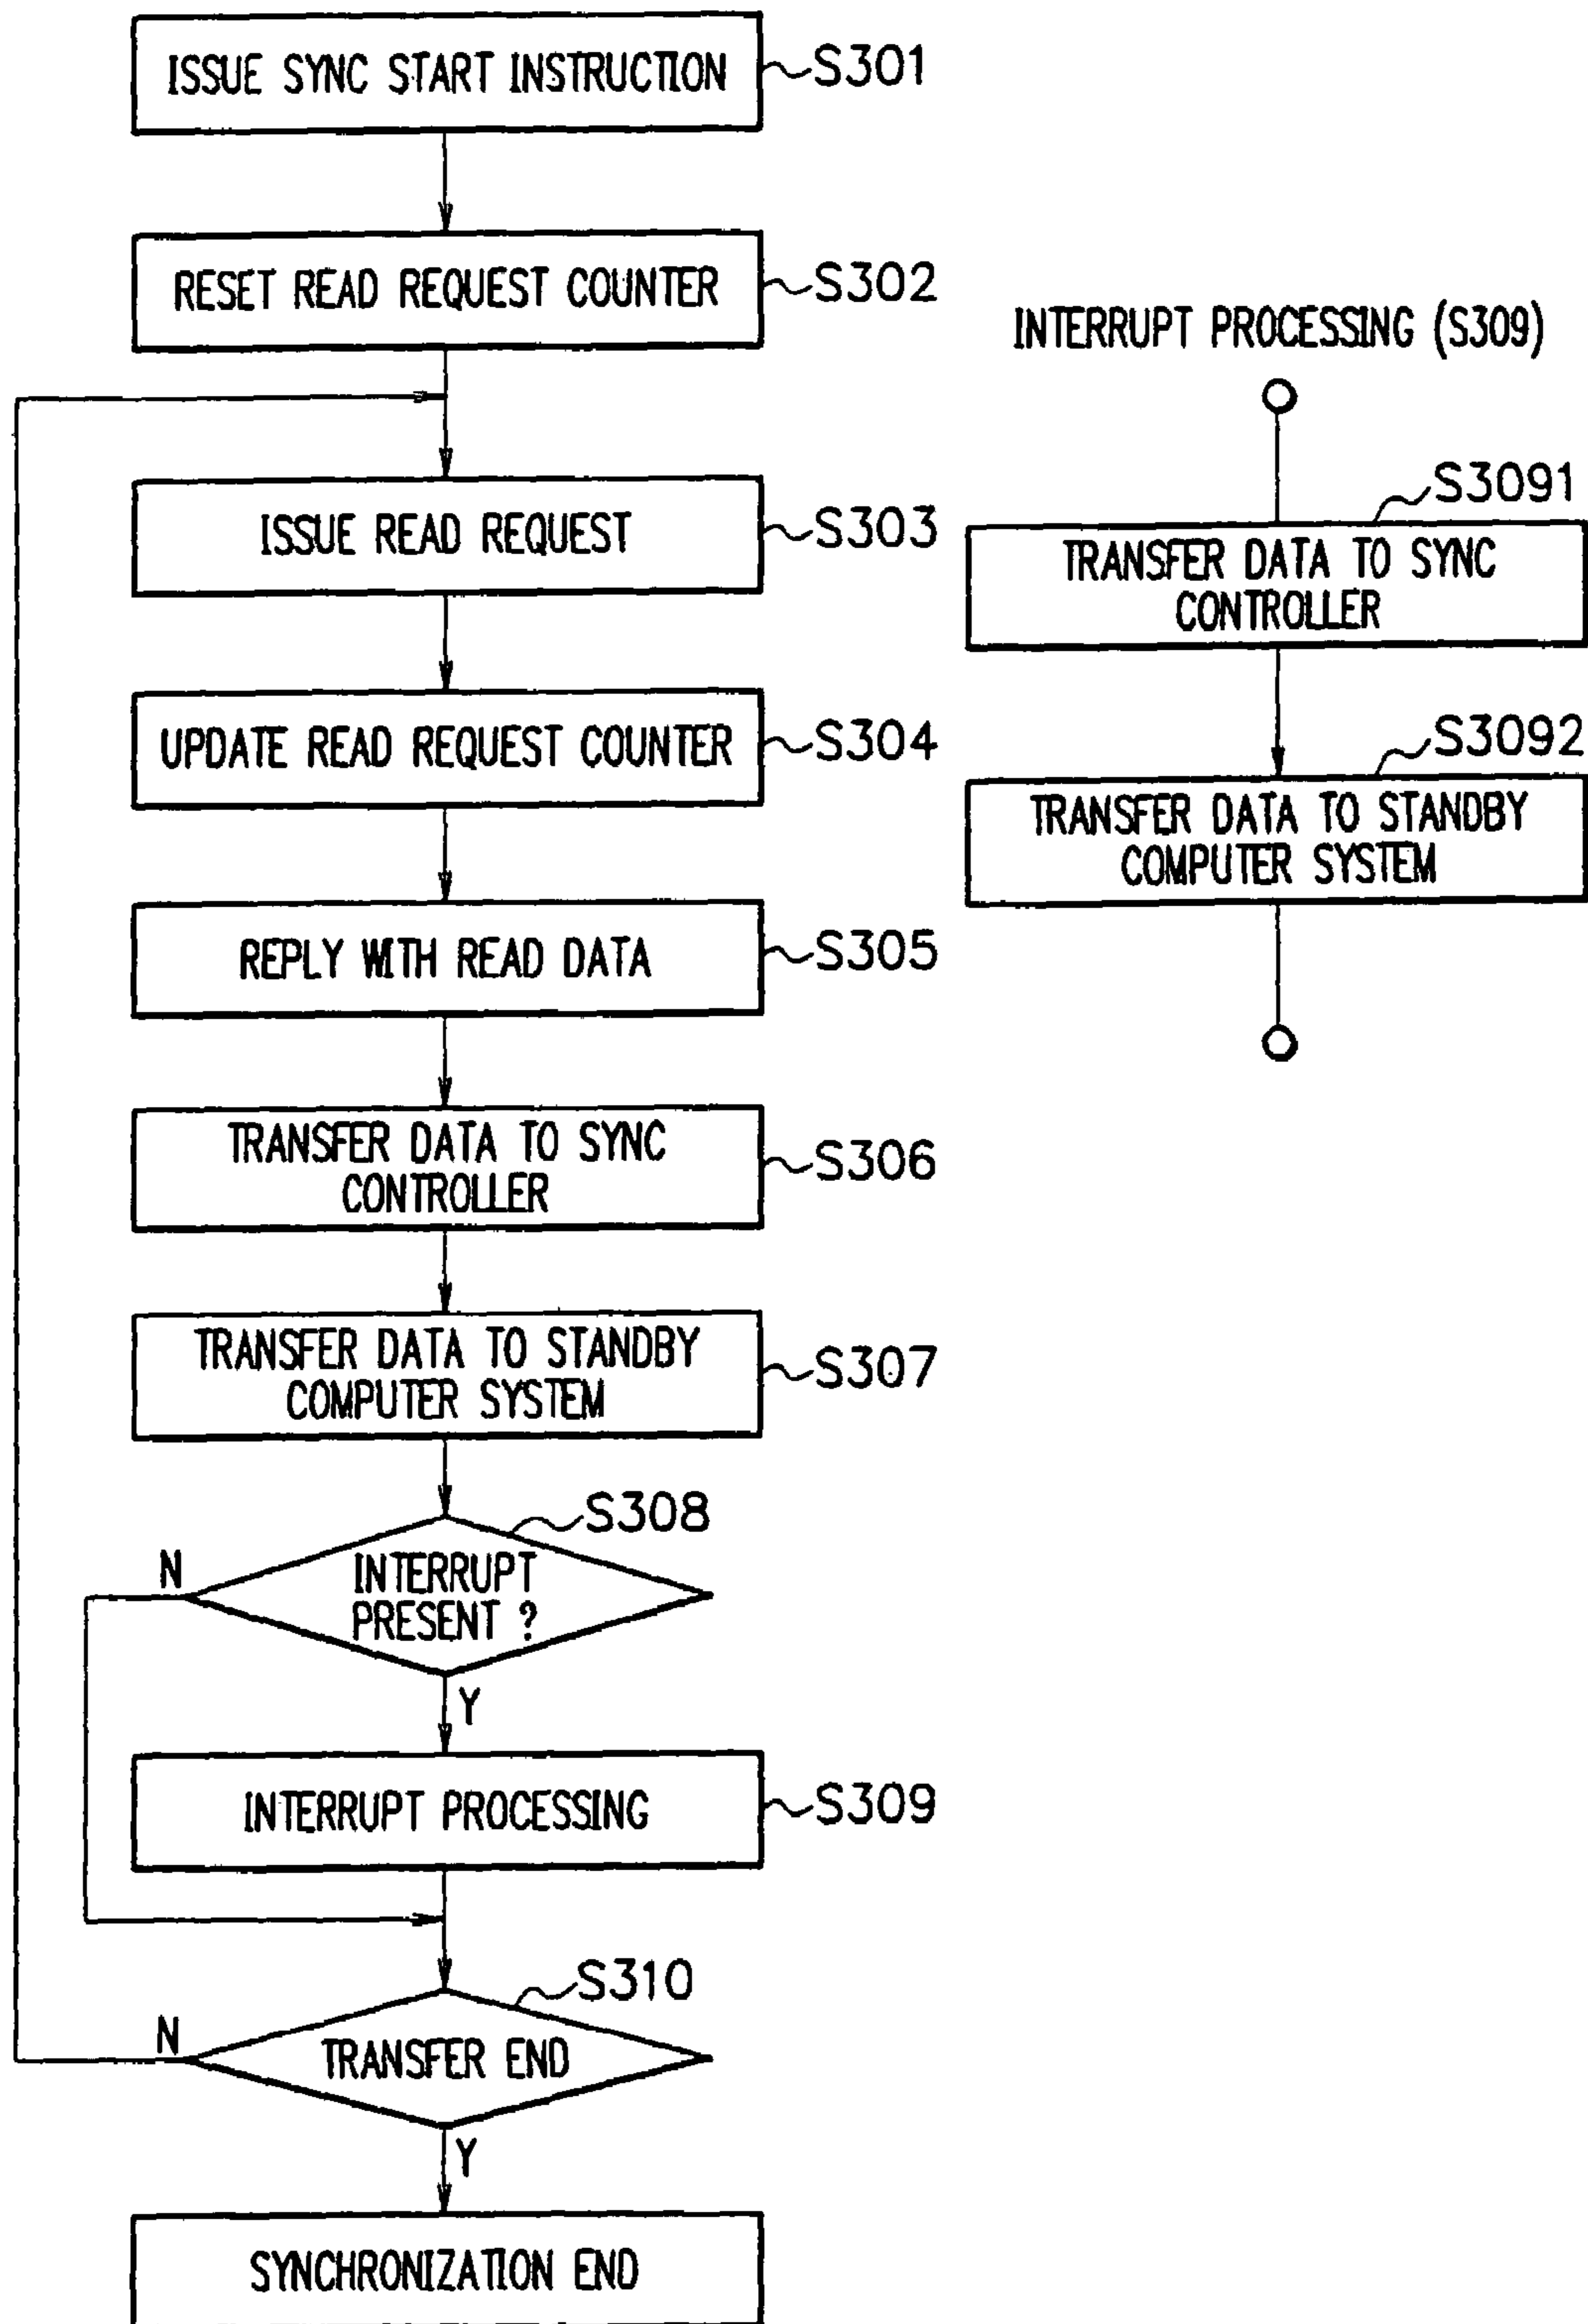 ISSUE SYNC START INSTRUCTION
S301
RESET READ REQUEST COUNTER
S302
ISSUE READ REQUEST
S303
UPDATE READ REQUEST COUNTER
S304
REPLY WITH READ DATA
S305
TRANSFER DATA TO SYNC
CONTROLLER
S306
TRANSFER DATA TO STANDBY
COMPUTER SYSTEM
S307
S308
INTERRUPT
PRESENT ?
N
Y
INTERRUPT PROCESSING
S309
S310
TRANSFER END
N
Y
SYNCHRONIZATION END
INTERRUPT PROCESSING (S309)
S3091
TRANSFER DATA TO SYNC
CONTROLLER
S3092
TRANSFER DATA TO STANDBY
COMPUTER SYSTEM